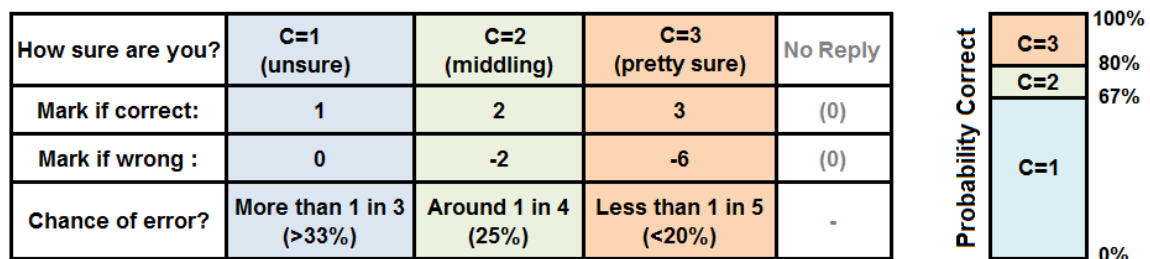 How sure are you?
C=1
(unsure)
C=2
(middling)
C=3
(pretty sure)
No Reply
Mark if correct:
1
2
3
(0)
Mark if wrong :
0
-2
-6
(0)
Chance of error?
More than 1 in 3
(>33%)
Around 1 in 4
(25%)
Less than 1 in 5
(<20%)
-
Probability Correct
C=3
C=2
C=1
100%
80%
67%
0%